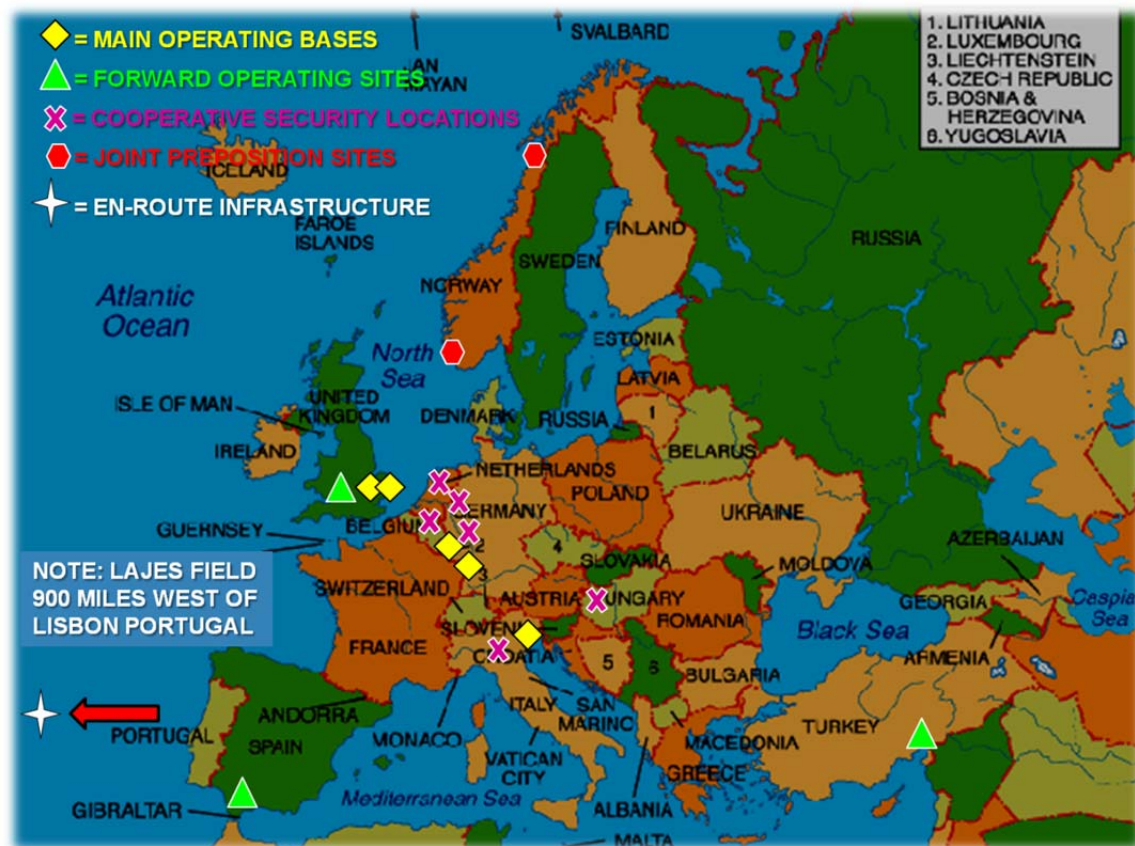 = MAIN OPERATING BASES
= FORWARD OPERATING SITES
= COOPERATIVE SECURITY LOCATIONS
= JOINT PREPOSITION SITES
= EN-ROUTE INFRASTRUCTURE
1. LITHUANIA
2. LUXEMBOURG
3. LIECHTENSTEIN
4. CZECH REPUBLIC
5. BOSNIA &
HERZEGOVINA
6. YUGOSLAVIA
SVALBARD
JAN
MAYAN
ICELAND
FAROE
ISLANDS
FINLAND
RUSSIA
SWEDEN
NORWAY
Atlantic
Ocean
ESTONIA
North
Sea
LATVIA
ISLE OF MAN
UNITED
KINGDOM
DENMARK
RUSSIA
1
IRELAND
BELARUS
NETHERLANDS
POLAND
GERMANY
UKRAINE
GUERNSEY
BELGIUM
2
4
AZERBAIJAN
SLOVAKIA
MOLDOVA
NOTE: LAJES FIELD
900 MILES WEST OF
LISBON PORTUGAL
SWITZERLAND
3
AUSTRIA
HUNGARY
GEORGIA
Caspian
Sea
ROMANIA
Black Sea
SLOVENIA
FRANCE
CROATIA
5
6
ARMENIA
BULGARIA
ANDORRA
ITALY
SAN
MARINO
TURKEY
PORTUGAL
SPAIN
MONACO
MACEDONIA
VATICAN
CITY
GREECE
Mediterranean Sea
GIBRALTAR
ALBANIA
MALTA